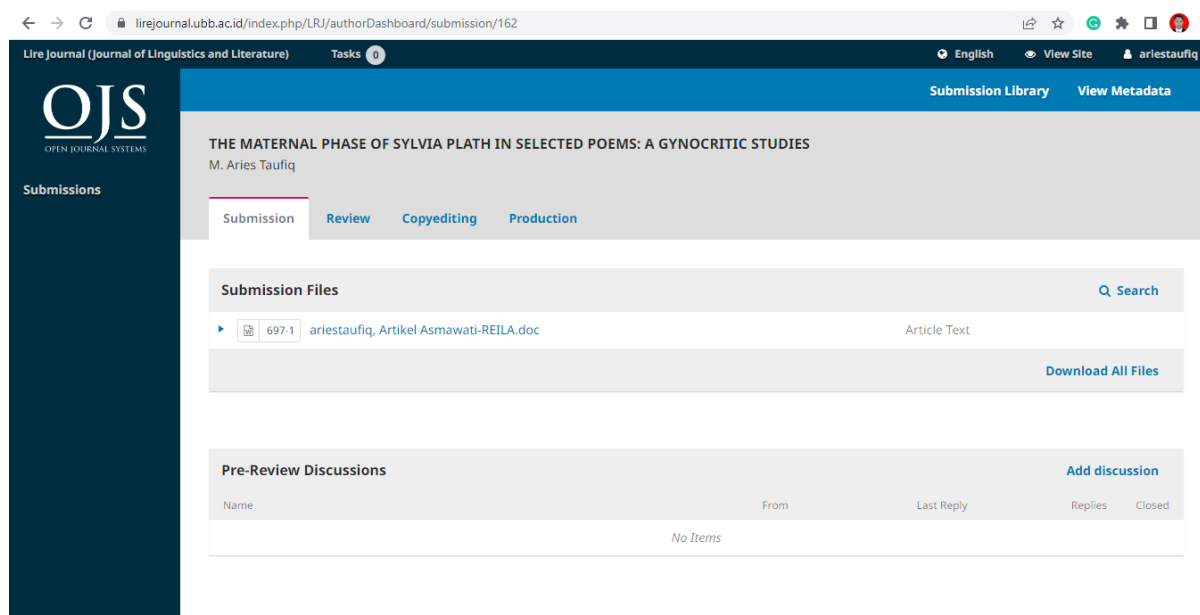 lirejournal.ubb.ac.id/index.php/LRJ/authorDashboard/submission/162
Lire Journal (Journal of Linguistics and Literature) Tasks 0 English View Site ariestaufiq
OJS
OPEN JOURNAL SYSTEMS
Submissions
Submission Library View Metadata
THE MATERNAL PHASE OF SYLVIA PLATH IN SELECTED POEMS: A GYNOCRITIC STUDIES
M. Aries Taufiq
Submission Review Copyediting Production
Submission Files Search
697-1 ariestaufiq, Artikel Asmawati-REILA.doc Article Text
Download All Files
Pre-Review Discussions Add discussion
Name From Last Reply Replies Closed
No Items